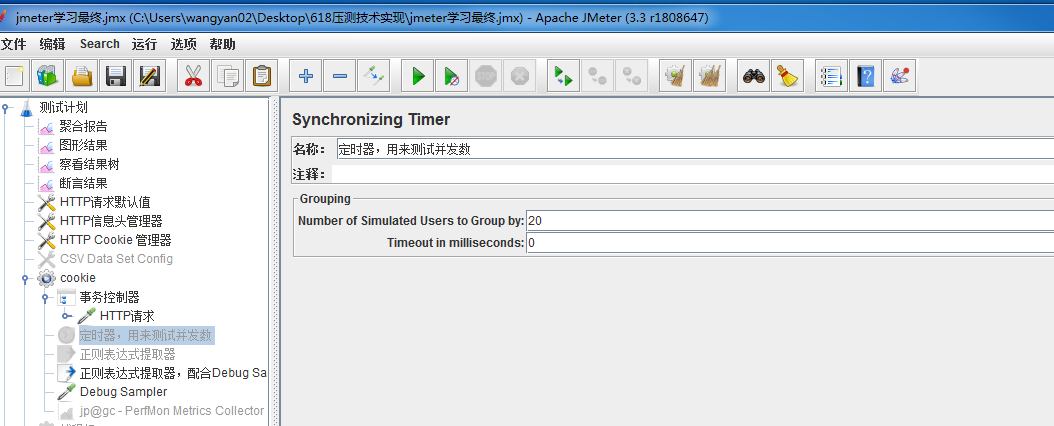 jmeter学习最终.jmx (C:\Users\wangyan02\Desktop\618压测技术实现\jmeter学习最终.jmx) - Apache JMeter (3.3 r1808647)
文件 编辑 Search 运行 选项 帮助
测试计划
聚合报告
图形结果
察看结果树
断言结果
HTTP请求默认值
HTTP信息头管理器
HTTP Cookie 管理器
CSV Data Set Config
cookie
事务控制器
HTTP请求
定时器，用来测试并发数
正则表达式提取器
正则表达式提取器，配合Debug Sa
Debug Sampler
jp@gc - PerfMon Metrics Collector
Synchronizing Timer
名称： 定时器，用来测试并发数
注释：
Grouping
Number of Simulated Users to Group by: 20
Timeout in milliseconds: 0